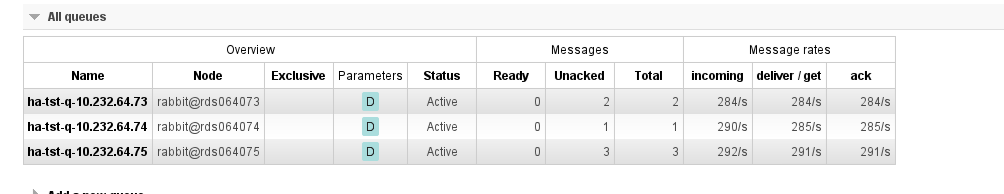 All queues
Overview Messages Message rates
Name Node Exclusive Parameters Status Ready Unacked Total incoming deliver / get ack
ha-tst-q-10.232.64.73 rabbit@rds064073 D Active 0 2 2 284/s 284/s 284/s
ha-tst-q-10.232.64.74 rabbit@rds064074 D Active 0 1 1 290/s 285/s 285/s
ha-tst-q-10.232.64.75 rabbit@rds064075 D Active 0 3 3 292/s 291/s 291/s
Add a new queue